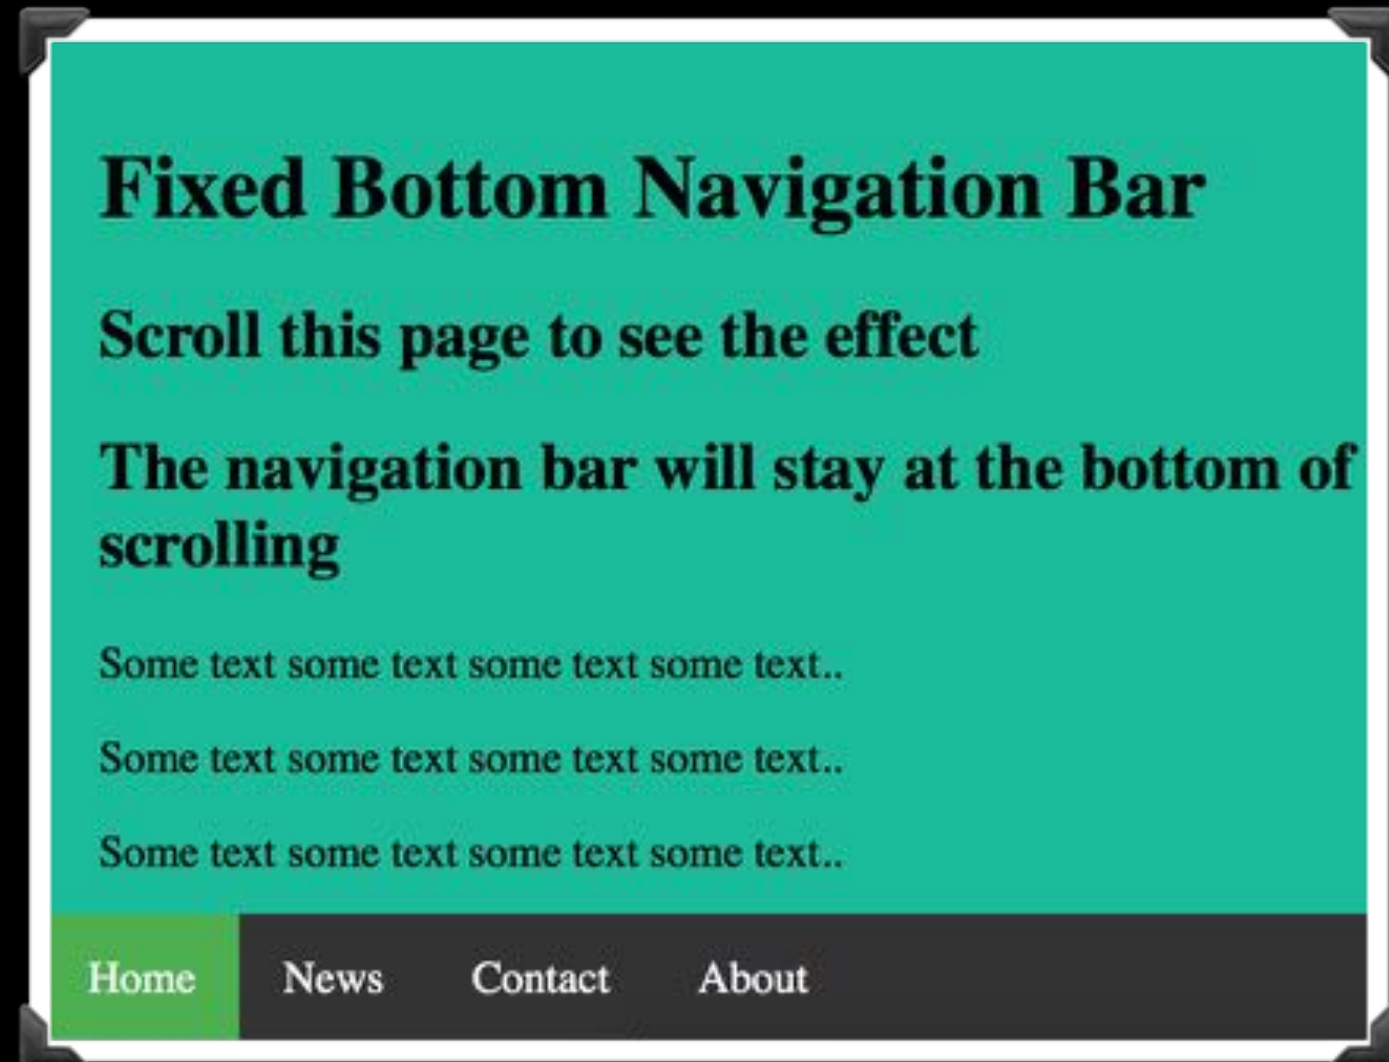 Fixed Bottom Navigation Bar
Scroll this page to see the effect
The navigation bar will stay at the bottom of
scrolling
Some text some text some text some text..
Some text some text some text some text..
Some text some text some text some text..
Home News Contact About